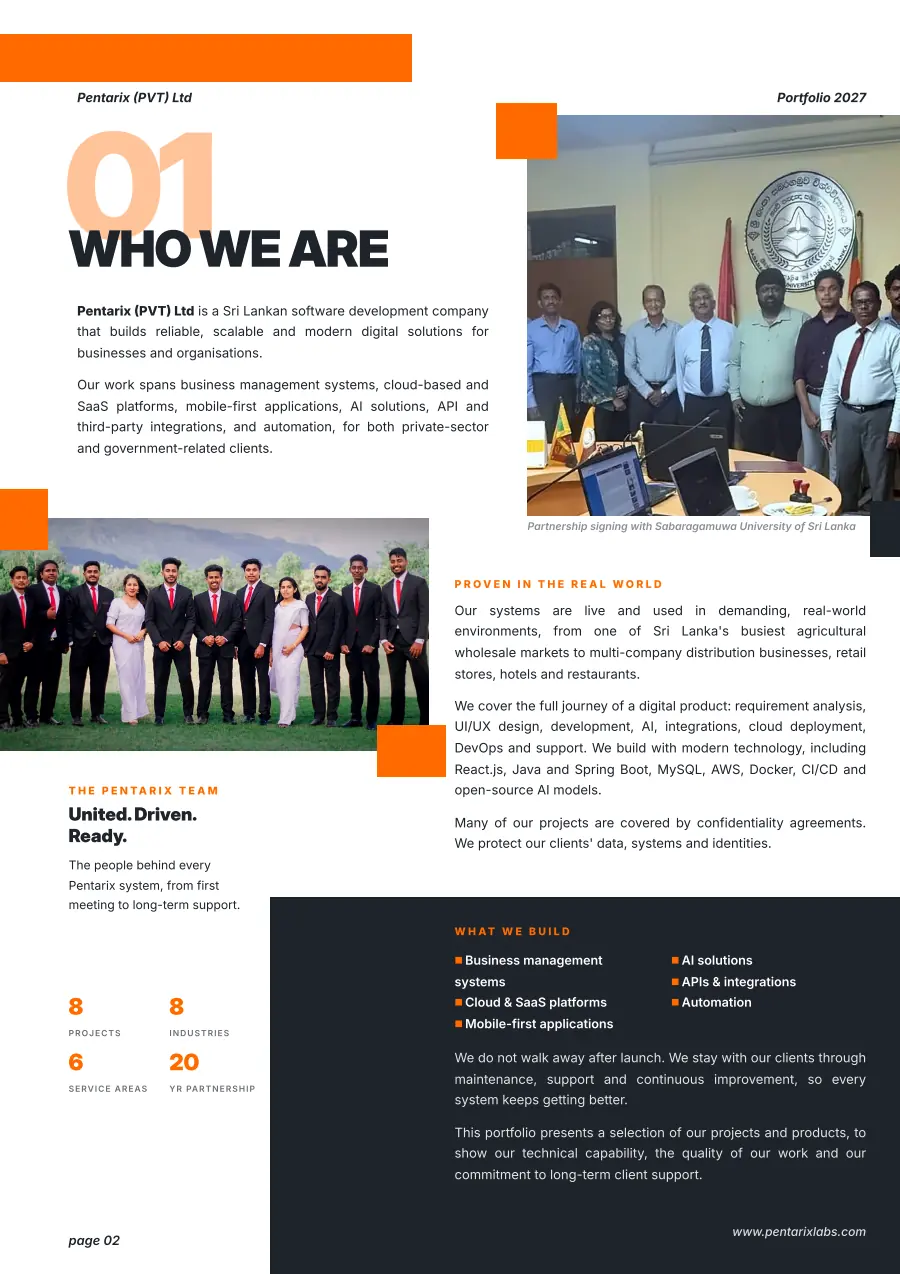 Pentarix (PVT) Ltd
Portfolio 2027
01
WHO WE ARE
Pentarix (PVT) Ltd is a Sri Lankan software development company
that builds reliable, scalable and modern digital solutions for
businesses and organisations.
Our work spans business management systems, cloud-based and
SaaS platforms, mobile-first applications, AI solutions, API and
third-party integrations, and automation, for both private-sector
and government-related clients.
Partnership signing with Sabaragamuwa University of Sri Lanka
PROVEN IN THE REAL WORLD
Our systems are live and used in demanding, real-world
environments, from one of Sri Lanka's busiest agricultural
wholesale markets to multi-company distribution businesses, retail
stores, hotels and restaurants.
We cover the full journey of a digital product: requirement analysis,
UI/UX design, development, AI, integrations, cloud deployment,
DevOps and support. We build with modern technology, including
React.js, Java and Spring Boot, MySQL, AWS, Docker, CI/CD and
open-source AI models.
Many of our projects are covered by confidentiality agreements.
We protect our clients' data, systems and identities.
THE PENTARIX TEAM
United. Driven.
Ready.
The people behind every
Pentarix system, from first
meeting to long-term support.
8
PROJECTS
8
INDUSTRIES
6
SERVICE AREAS
20
YR PARTNERSHIP
WHAT WE BUILD
Business management
systems
Cloud & SaaS platforms
Mobile-first applications
AI solutions
APIs & integrations
Automation
We do not walk away after launch. We stay with our clients through
maintenance, support and continuous improvement, so every
system keeps getting better.
This portfolio presents a selection of our projects and products, to
show our technical capability, the quality of our work and our
commitment to long-term client support.
page 02
www.pentarixlabs.com